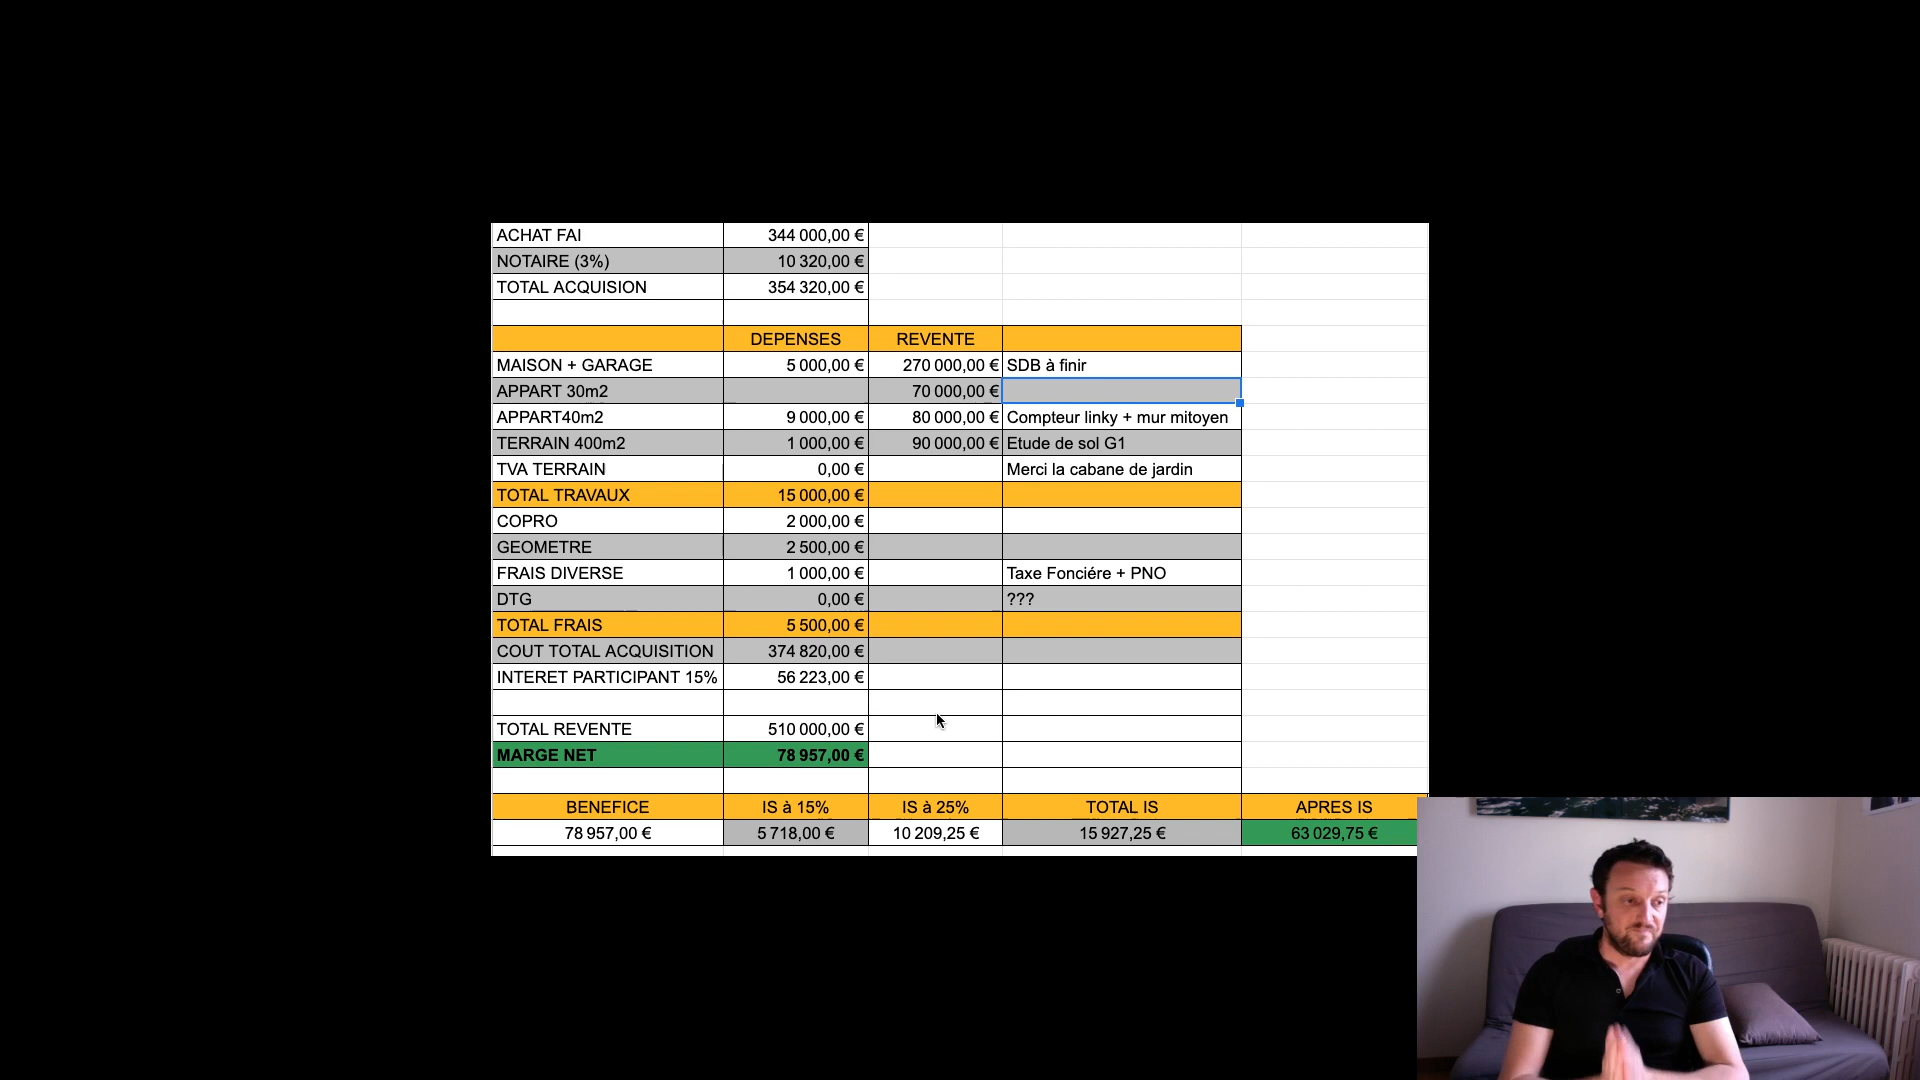 ACHAT FAI 344 000,00 €
NOTAIRE (3%) 10 320,00 €
TOTAL ACQUISION 354 320,00 €
DEPENSES REVENTE
MAISON + GARAGE 5 000,00 € 270 000,00 € SDB à finir
APPART 30m2 70 000,00 €
APPART40m2 9 000,00 € 80 000,00 € Compteur linky + mur mitoyen
TERRAIN 400m2 1 000,00 € 90 000,00 € Etude de sol G1
TVA TERRAIN 0,00 € Merci la cabane de jardin
TOTAL TRAVAUX 15 000,00 €
COPRO 2 000,00 €
GEOMETRE 2 500,00 €
FRAIS DIVERSE 1 000,00 € Taxe Fonciére + PNO
DTG 0,00 € ???
TOTAL FRAIS 5 500,00 €
COUT TOTAL ACQUISITION 374 820,00 €
INTERET PARTICIPANT 15% 56 223,00 €
TOTAL REVENTE 510 000,00 €
MARGE NET 78 957,00 €
BENEFICE IS à 15% IS à 25% TOTAL IS APRES IS
78 957,00 € 5 718,00 € 10 209,25 € 15 927,25 € 63 029,75 €